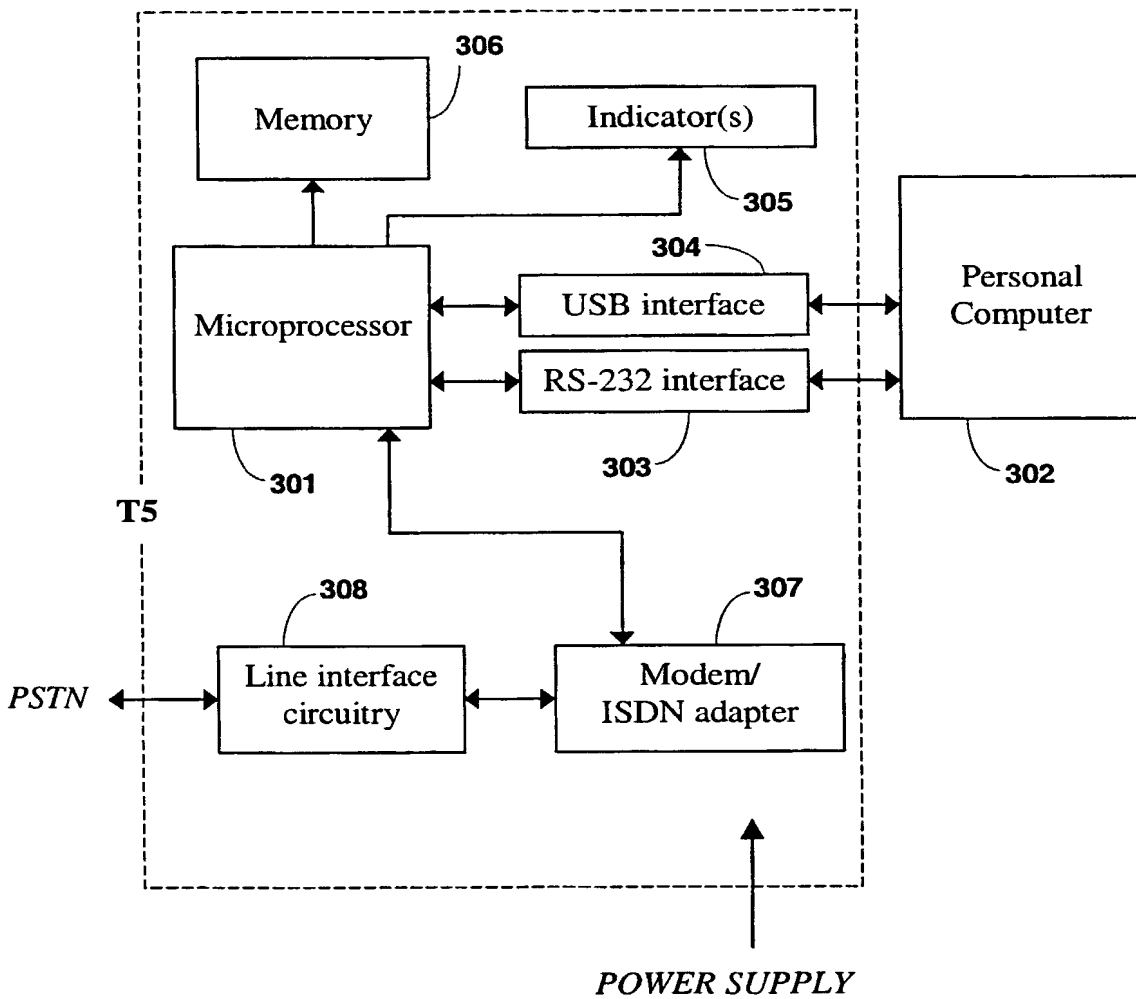 306
Memory
Indicator(s)
305
304
Personal
Computer
USB interface
Microprocessor
RS-232 interface
301
303
302
T5
308
307
Line interface
circuitry
Modem/
ISDN adapter
PSTN
POWER SUPPLY